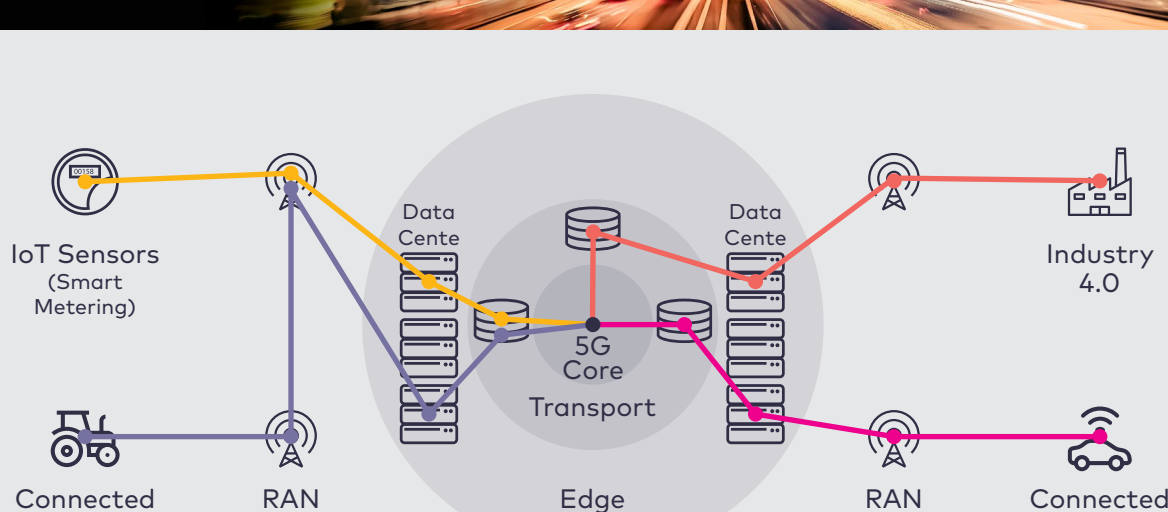 00158
Data
Cente
Data
Cente
IoT Sensors
(Smart
Metering)
Industry
4.0
5G
Core
Transport
Connected
RAN
Edge
RAN
Connected